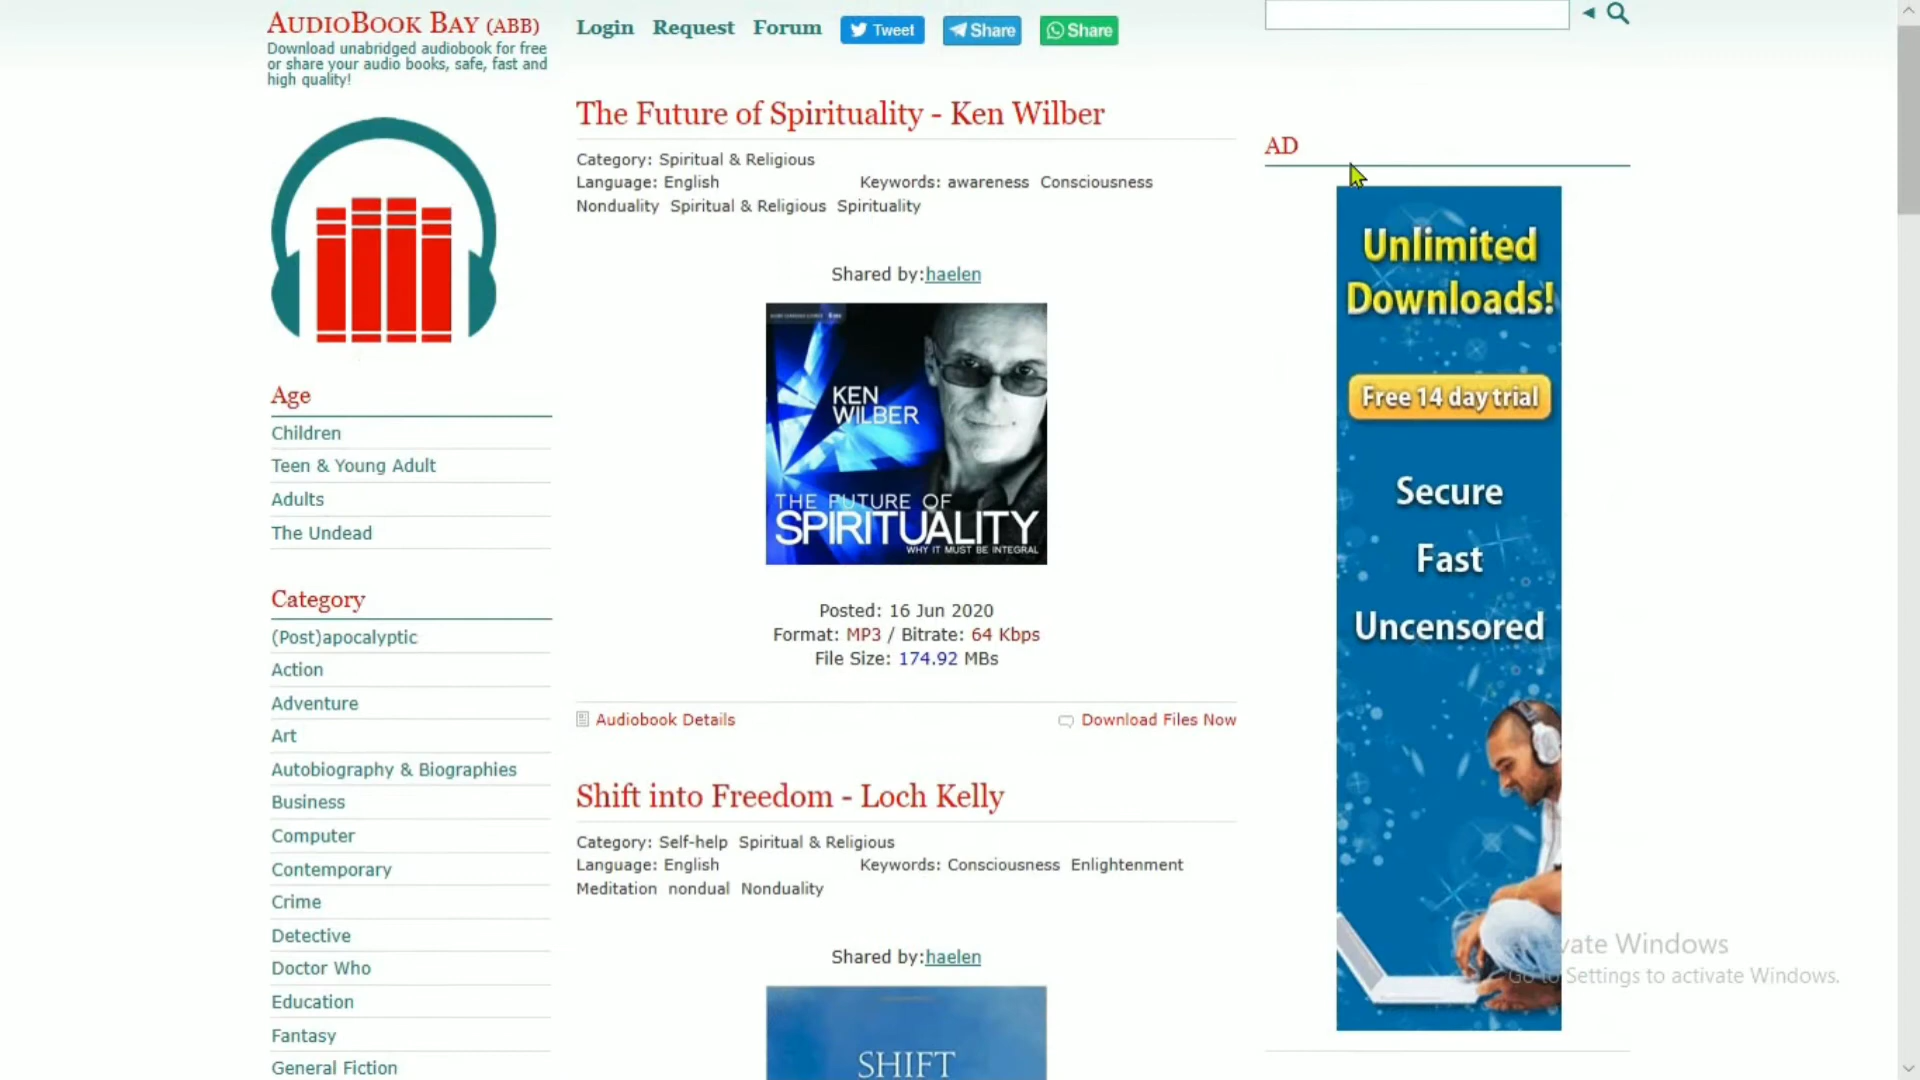 AUDIOBOOK BAY (ABB)
Download unabridged audiobook for free
or share your audio books, safe, fast and
high quality!
Login Request Forum Tweet Share Share
Age
Children
Teen & Young Adult
Adults
The Undead
Category
(Post)apocalyptic
Action
Adventure
Art
Autobiography & Biographies
Business
Computer
Contemporary
Crime
Detective
Doctor Who
Education
Fantasy
General Fiction
The Future of Spirituality - Ken Wilber
Category: Spiritual & Religious
Language: English Keywords: awareness Consciousness
Nonduality Spiritual & Religious Spirituality
Shared by:haelen
KEN
WILBER
THE FUTURE OF
SPIRITUALITY
WHY IT MUST BE INTEGRAL
Posted: 16 Jun 2020
Format: MP3 / Bitrate: 64 Kbps
File Size: 174.92 MBs
Audiobook Details Download Files Now
Shift into Freedom - Loch Kelly
Category: Self-help Spiritual & Religious
Language: English Keywords: Consciousness Enlightenment
Meditation nondual Nonduality
Shared by:haelen
SHIFT
AD
Unlimited
Downloads!
Free 14 day trial
Secure
Fast
Uncensored
Windows
Settings to activate Windows.